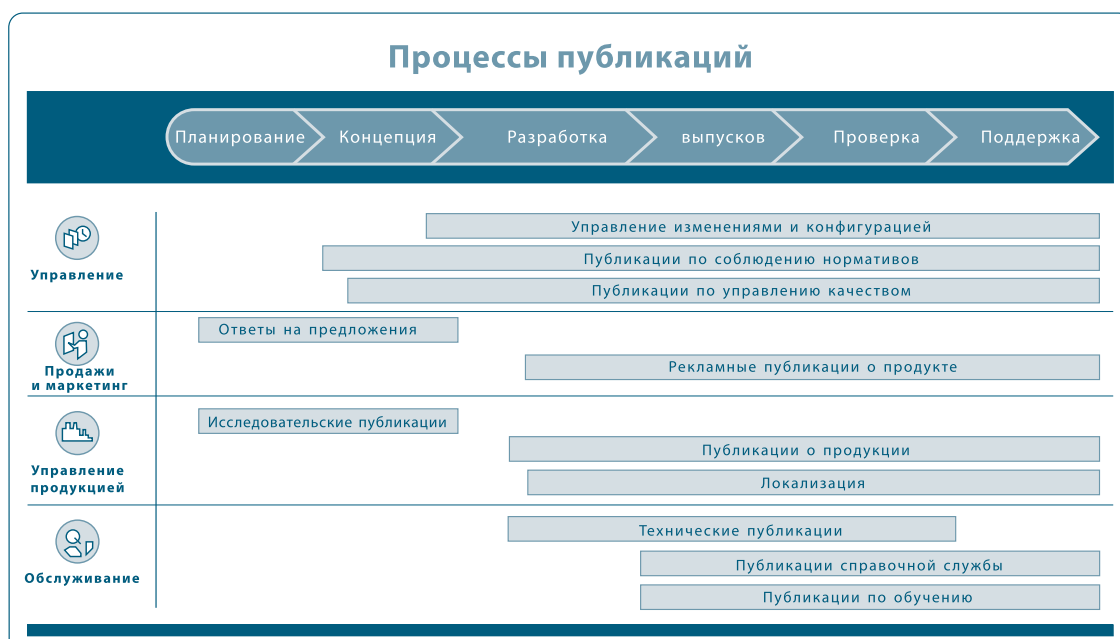 Процессы публикаций
Планирование Концепция Разработка выпусков Проверка Поддержка
Управление изменениями и конфигурацией
Публикации по соблюдению нормативов
Управление
Публикации по управлению качеством
Ответы на предложения
Рекламные публикации о продукте
Продажи
и маркетинг
Исследовательские публикации
Публикации о продукции
Управление
продукцией
Локализация
Технические публикации
Публикации справочной службы
Обслуживание
Публикации по обучению